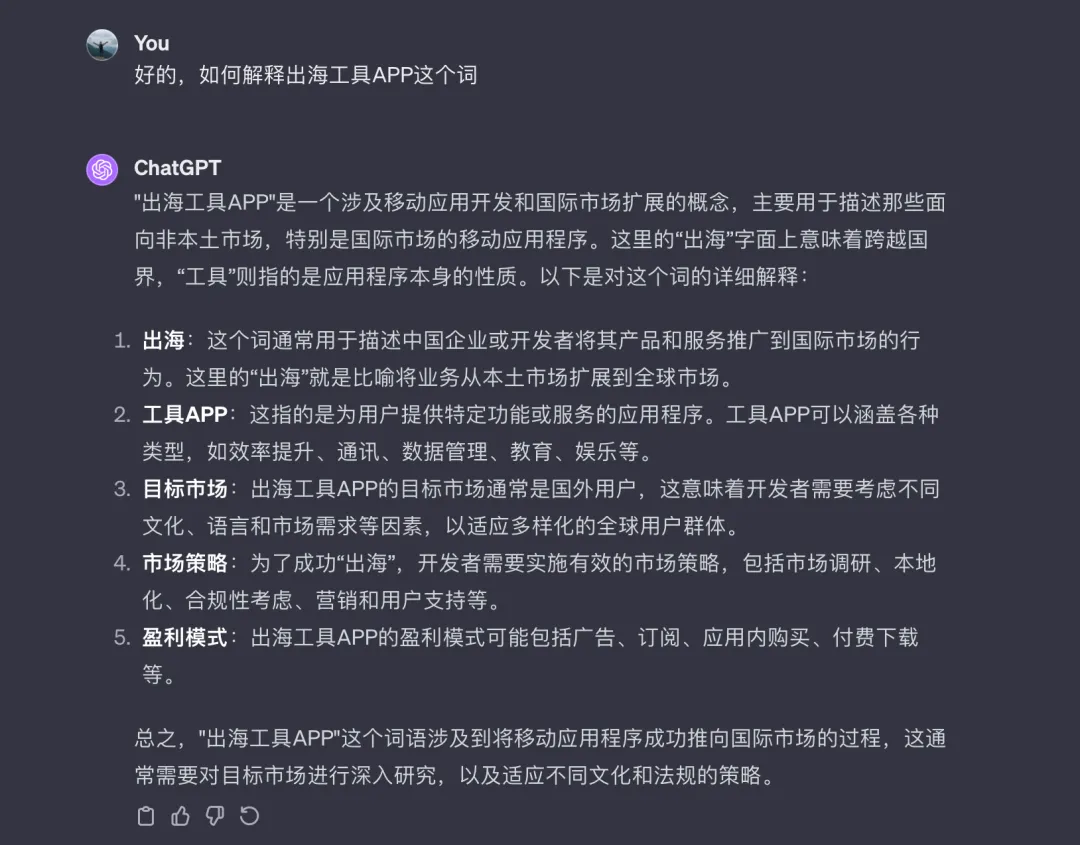 You
好的，如何解释出海工具APP这个词
ChatGPT
"出海工具APP"是一个涉及移动应用开发和国际市场扩展的概念，主要用于描述那些面
向非本土市场，特别是国际市场的移动应用程序。这里的“出海”字面上意味着跨越国
界，“工具”则指的是应用程序本身的性质。以下是对这个词的详细解释：
1. 出海：这个词通常用于描述中国企业或开发者将其产品和服务推广到国际市场的行
为。这里的“出海”就是比喻将业务从本土市场扩展到全球市场。
2. 工具APP：这指的是为用户提供特定功能或服务的应用程序。工具APP可以涵盖各种
类型，如效率提升、通讯、数据管理、教育、娱乐等。
3. 目标市场：出海工具APP的目标市场通常是国外用户，这意味着开发者需要考虑不同
文化、语言和市场需求等因素，以适应多样化的全球用户群体。
4. 市场策略：为了成功“出海”，开发者需要实施有效的市场策略，包括市场调研、本地
化、合规性考虑、营销和用户支持等。
5. 盈利模式：出海工具APP的盈利模式可能包括广告、订阅、应用内购买、付费下载
等。
总之，"出海工具APP"这个词语涉及到将移动应用程序成功推向国际市场的过程，这通
常需要对目标市场进行深入研究，以及适应不同文化和法规的策略。